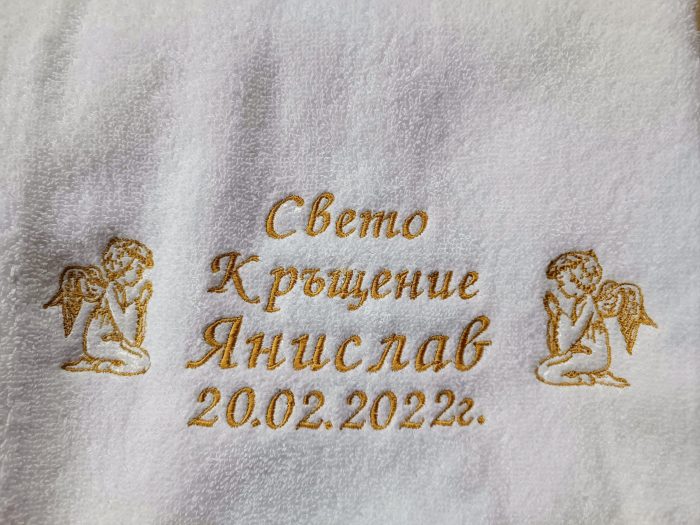 Свето
Кръщение
Янислав
20.02.2022г.